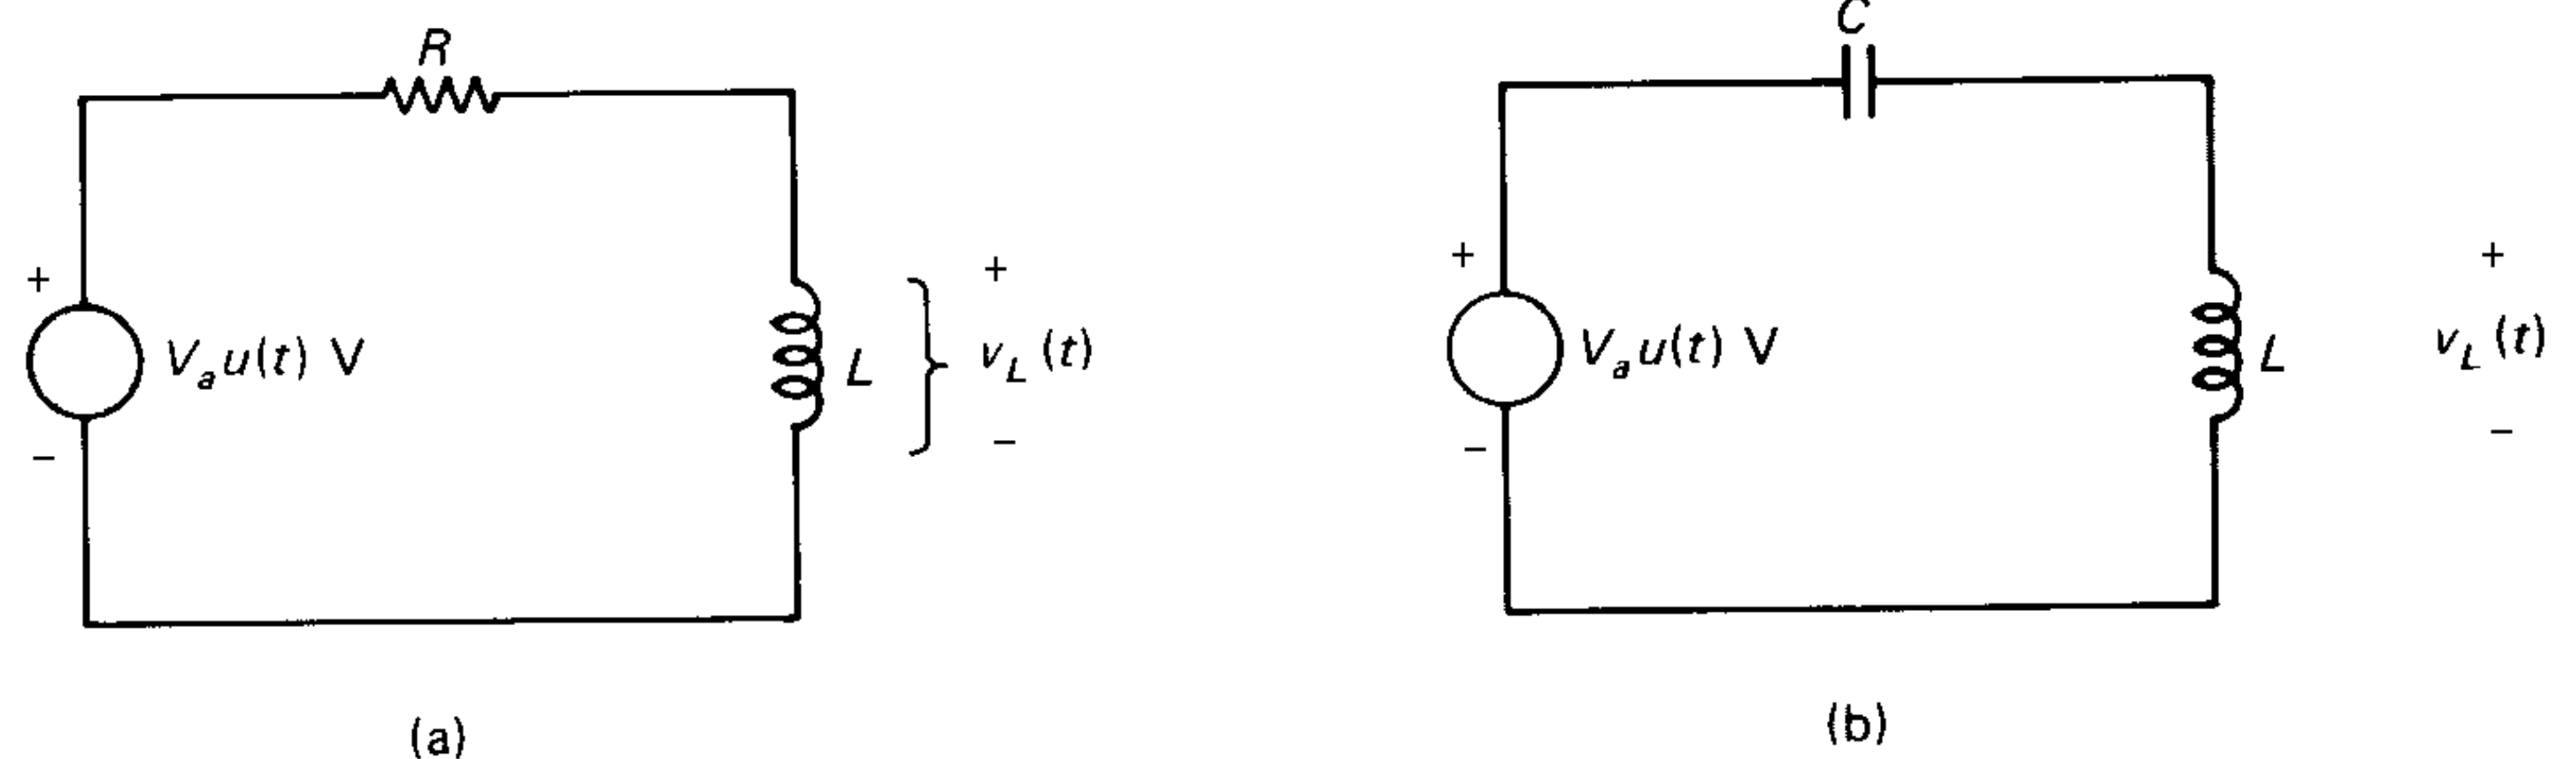 R
+
V_a u(t) V
−
L
+
v_L (t)
−
(a)
C
+
V_a u(t) V
−
L
+
v_L (t)
−
(b)